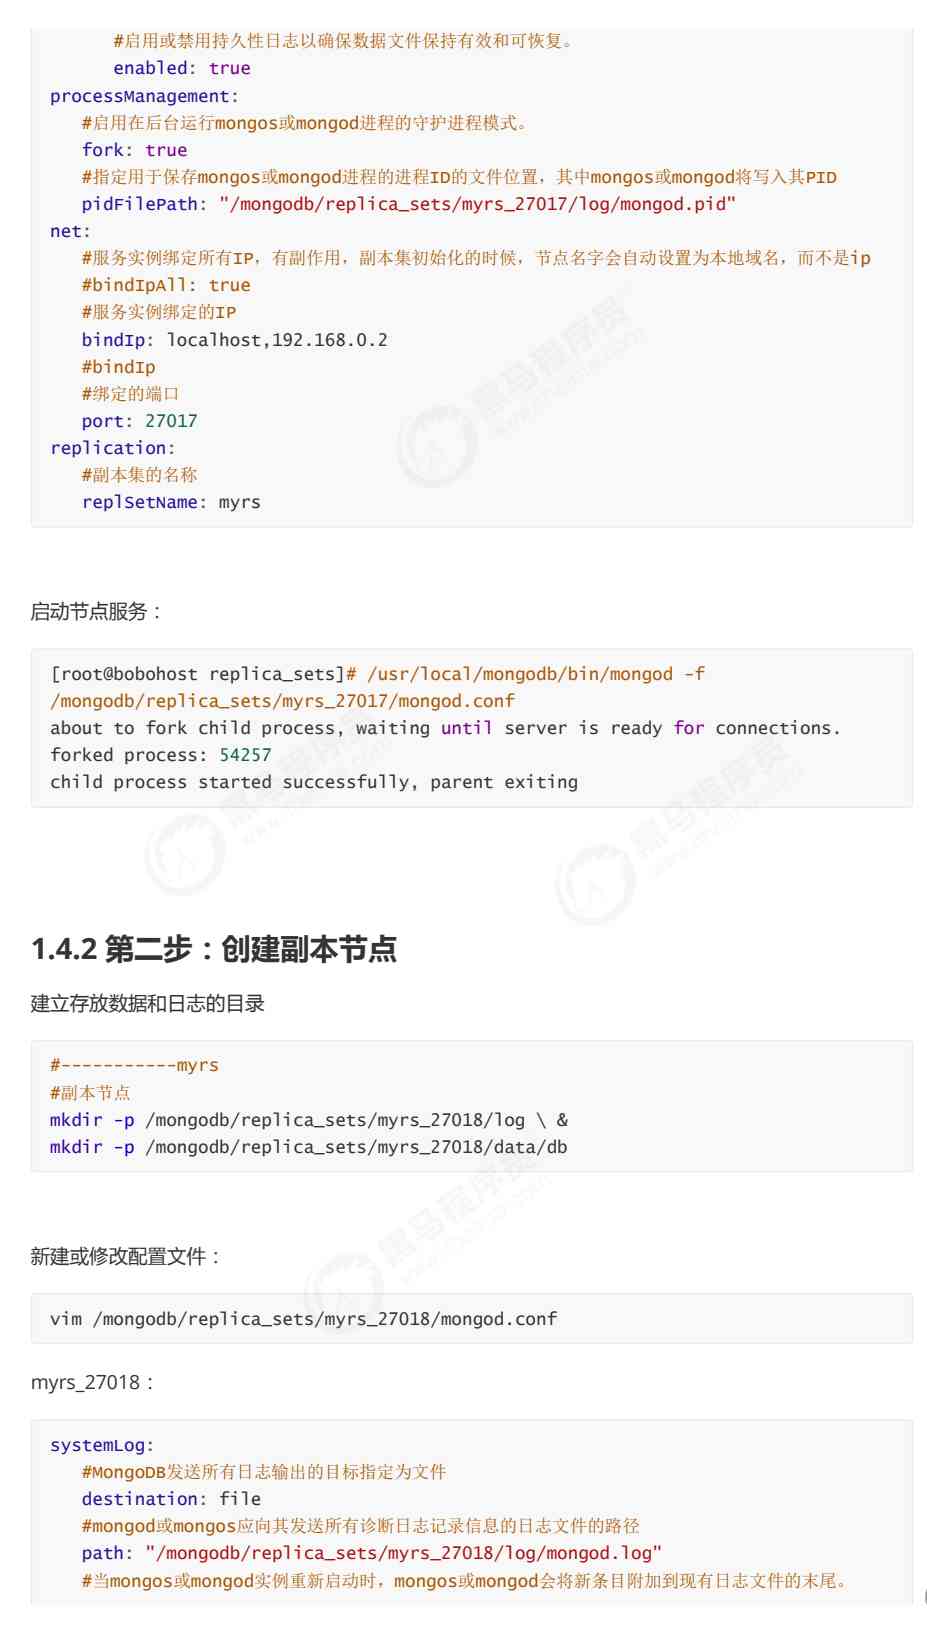 #启用或禁用持久性日志以确保数据文件保持有效和可恢复。
enabled: true
processManagement:
#启用在后台运行mongos或mongod进程的守护进程模式。
fork: true
#指定用于保存mongos或mongod进程的进程ID的文件位置，其中mongos或mongod将写入其PID
pidFilePath: "/mongodb/replica_sets/myrs_27017/log/mongod.pid"
net:
#服务实例绑定所有IP，有副作用，副本集初始化的时候，节点名字会自动设置为本地域名，而不是ip
#bindIpAll: true
#服务实例绑定的IP
bindIp: localhost,192.168.0.2
#bindIp
#绑定的端口
port: 27017
replication:
#副本集的名称
replSetName: myrs
黑马程序员
启动节点服务：
[root@bobohost replica_sets]# /usr/local/mongodb/bin/mongod -f
/mongodb/replica_sets/myrs_27017/mongod.conf
about to fork child process, waiting until server is ready for connections.
forked process: 54257
child process started successfully, parent exiting
黑马程序员
黑马程序员
1.4.2 第二步：创建副本节点
建立存放数据和日志的目录
#-----------myrs
#副本节点
mkdir -p /mongodb/replica_sets/myrs_27018/log \ &
mkdir -p /mongodb/replica_sets/myrs_27018/data/db
黑马程序员
新建或修改配置文件：
vim /mongodb/replica_sets/myrs_27018/mongod.conf
myrs_27018：
systemLog:
#MongoDB发送所有日志输出的目标指定为文件
destination: file
#mongod或mongos应向其发送所有诊断日志记录信息的日志文件的路径
path: "/mongodb/replica_sets/myrs_27018/log/mongod.log"
#当mongos或mongod实例重新启动时，mongos或mongod会将新条目附加到现有日志文件的末尾。